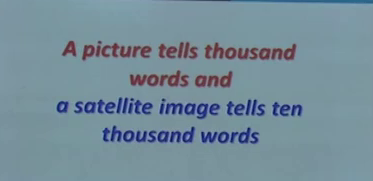 A picture tells thousand
words and
a satellite image tells ten
thousand words